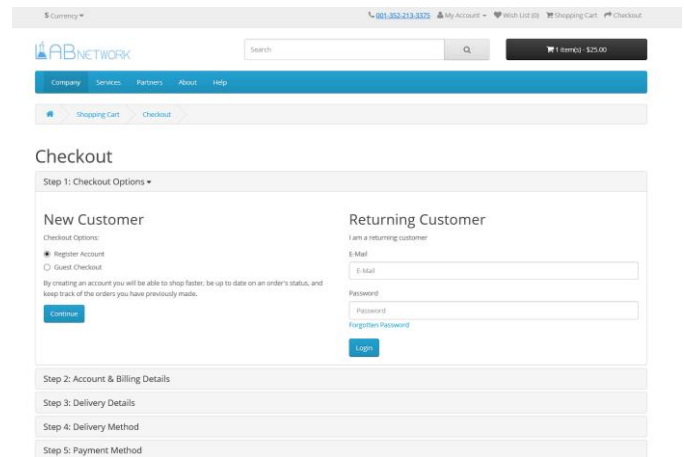 $ Currency
001-352-213-3375 My Account Wish List (0) Shopping Cart Checkout
LABNETWORK
Search
1 item(s) - $25.00
Company Services Partners About Help
Shopping Cart Checkout
Checkout
Step 1: Checkout Options
New Customer
Checkout Options:
Register Account
Guest Checkout
By creating an account you will be able to shop faster, be up to date on an order's status, and
keep track of the orders you have previously made.
Continue
Returning Customer
I am a returning customer
E-Mail
E-Mail
Password
Password
Forgotten Password
Login
Step 2: Account & Billing Details
Step 3: Delivery Details
Step 4: Delivery Method
Step 5: Payment Method